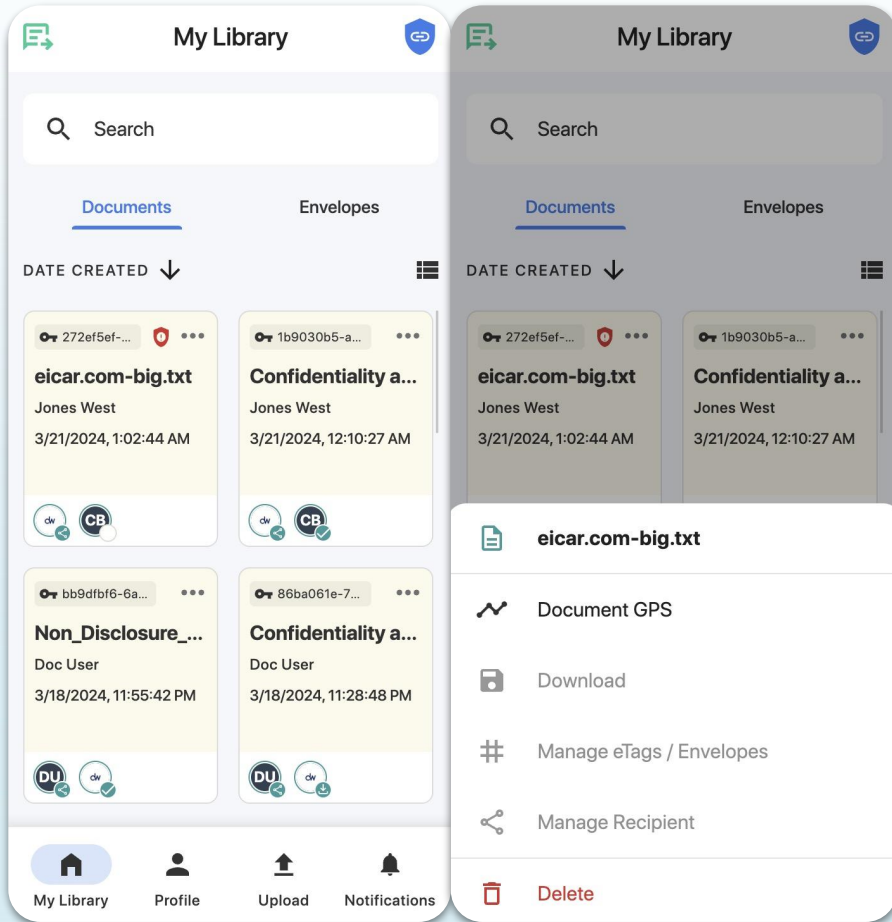 My Library
Search
Documents Envelopes
DATE CREATED
272ef5ef-... 1b9030b5-a...
eicar.com-big.txt Confidentiality a...
Jones West Jones West
3/21/2024, 1:02:44 AM 3/21/2024, 12:10:27 AM
dw CB dw CB
bb9dfbf6-6a... 86ba061e-7...
Non_Disclosure_... Confidentiality a...
Doc User Doc User
3/18/2024, 11:55:42 PM 3/18/2024, 11:28:48 PM
DU dw DU dw
My Library Profile Upload Notifications
My Library
Search
Documents Envelopes
DATE CREATED
272ef5ef-... 1b9030b5-a...
eicar.com-big.txt Confidentiality a...
Jones West Jones West
3/21/2024, 1:02:44 AM 3/21/2024, 12:10:27 AM
eicar.com-big.txt
Document GPS
Download
Manage eTags / Envelopes
Manage Recipient
Delete